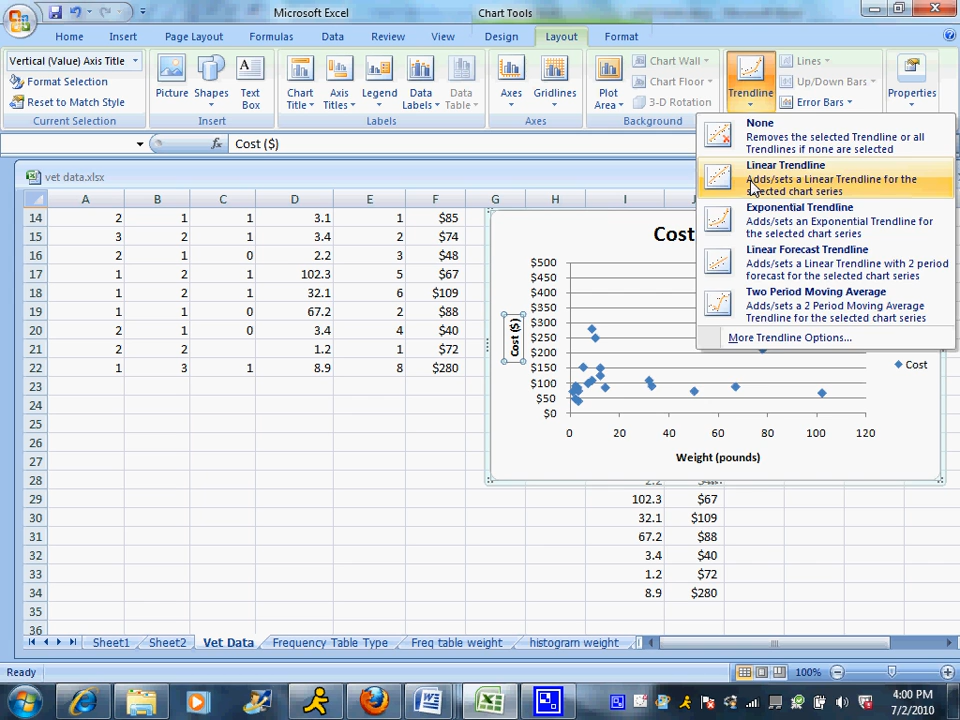 Microsoft Excel
Chart Tools
Home Insert Page Layout Formulas Data Review View Design Layout Format
Vertical (Value) Axis Title
Format Selection
Reset to Match Style
Current Selection
Picture Shapes Text Box
Insert
Chart Title Axis Titles Legend Data Labels Data Table
Labels
Axes Gridlines
Axes
Plot Area
Chart Wall
Chart Floor
3-D Rotation
Background
Trendline
Lines
Up/Down Bars
Error Bars
Properties
None
Removes the selected Trendline or all
Trendlines if none are selected
Linear Trendline
Adds/sets a Linear Trendline for the
selected chart series
Exponential Trendline
Adds/sets an Exponential Trendline for
the selected chart series
Linear Forecast Trendline
Adds/sets a Linear Trendline with 2 period
forecast for the selected chart series
Two Period Moving Average
Adds/sets a 2 Period Moving Average
Trendline for the selected chart series
More Trendline Options...
fx Cost ($)
vet data.xlsx
A B C D E F G H I J
14 2 1 1 3.1 1 $85
15 3 2 1 3.4 2 $74
16 2 1 0 2.2 3 $48
17 1 2 1 102.3 5 $67
18 1 2 1 32.1 6 $109
19 1 1 0 67.2 2 $88
20 2 1 0 3.4 4 $40
21 2 2 1.2 1 $72
22 1 3 1 8.9 8 $280
23
24
25
26
27
28
29 102.3 $67
30 32.1 $109
31 67.2 $88
32 3.4 $40
33 1.2 $72
34 8.9 $280
35
36
Cost
$500
$450
$400
$350
$300
$250
$200
$150
$100
$50
$0
Cost ($)
0 20 40 60 80 100 120
Weight (pounds)
Cost
Sheet1 Sheet2 Vet Data Frequency Table Type Freq table weight histogram weight
Ready
100%
4:00 PM
7/2/2010